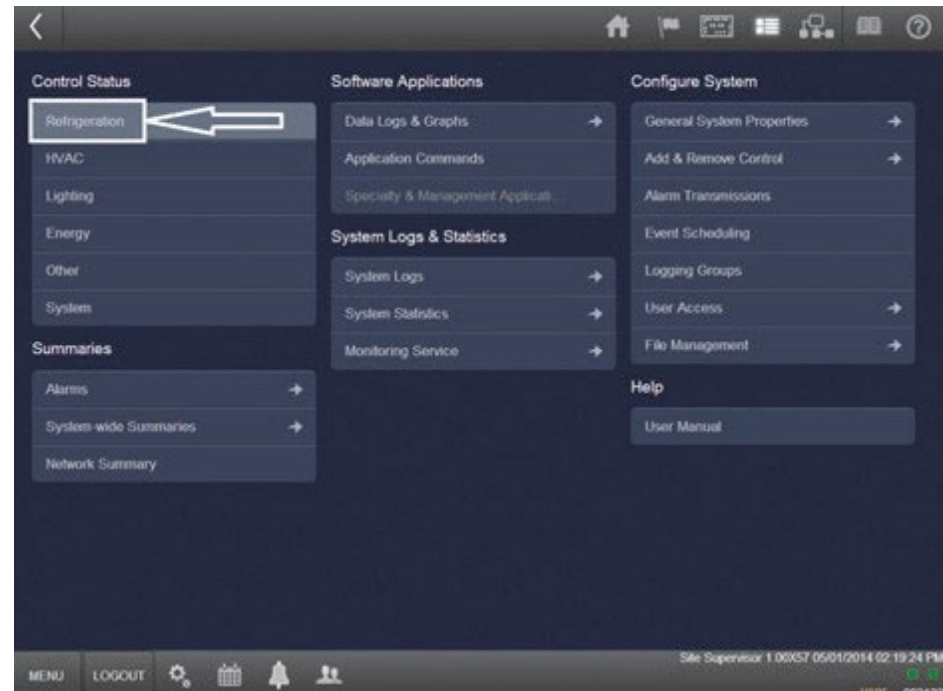 Control Status
Refrigeration
HVAC
Lighting
Energy
Other
System
Summaries
Alarms
System-wide Summaries
Network Summary
Software Applications
Data Logs & Graphs
Application Commands
Specialty & Management Applicati...
System Logs & Statistics
System Logs
System Statistics
Monitoring Service
Configure System
General System Properties
Add & Remove Control
Alarm Transmissions
Event Scheduling
Logging Groups
User Access
File Management
Help
User Manual
MENU LOGOUT
Site Supervisor 1.00X57 05/01/2014 02:19:24 PM